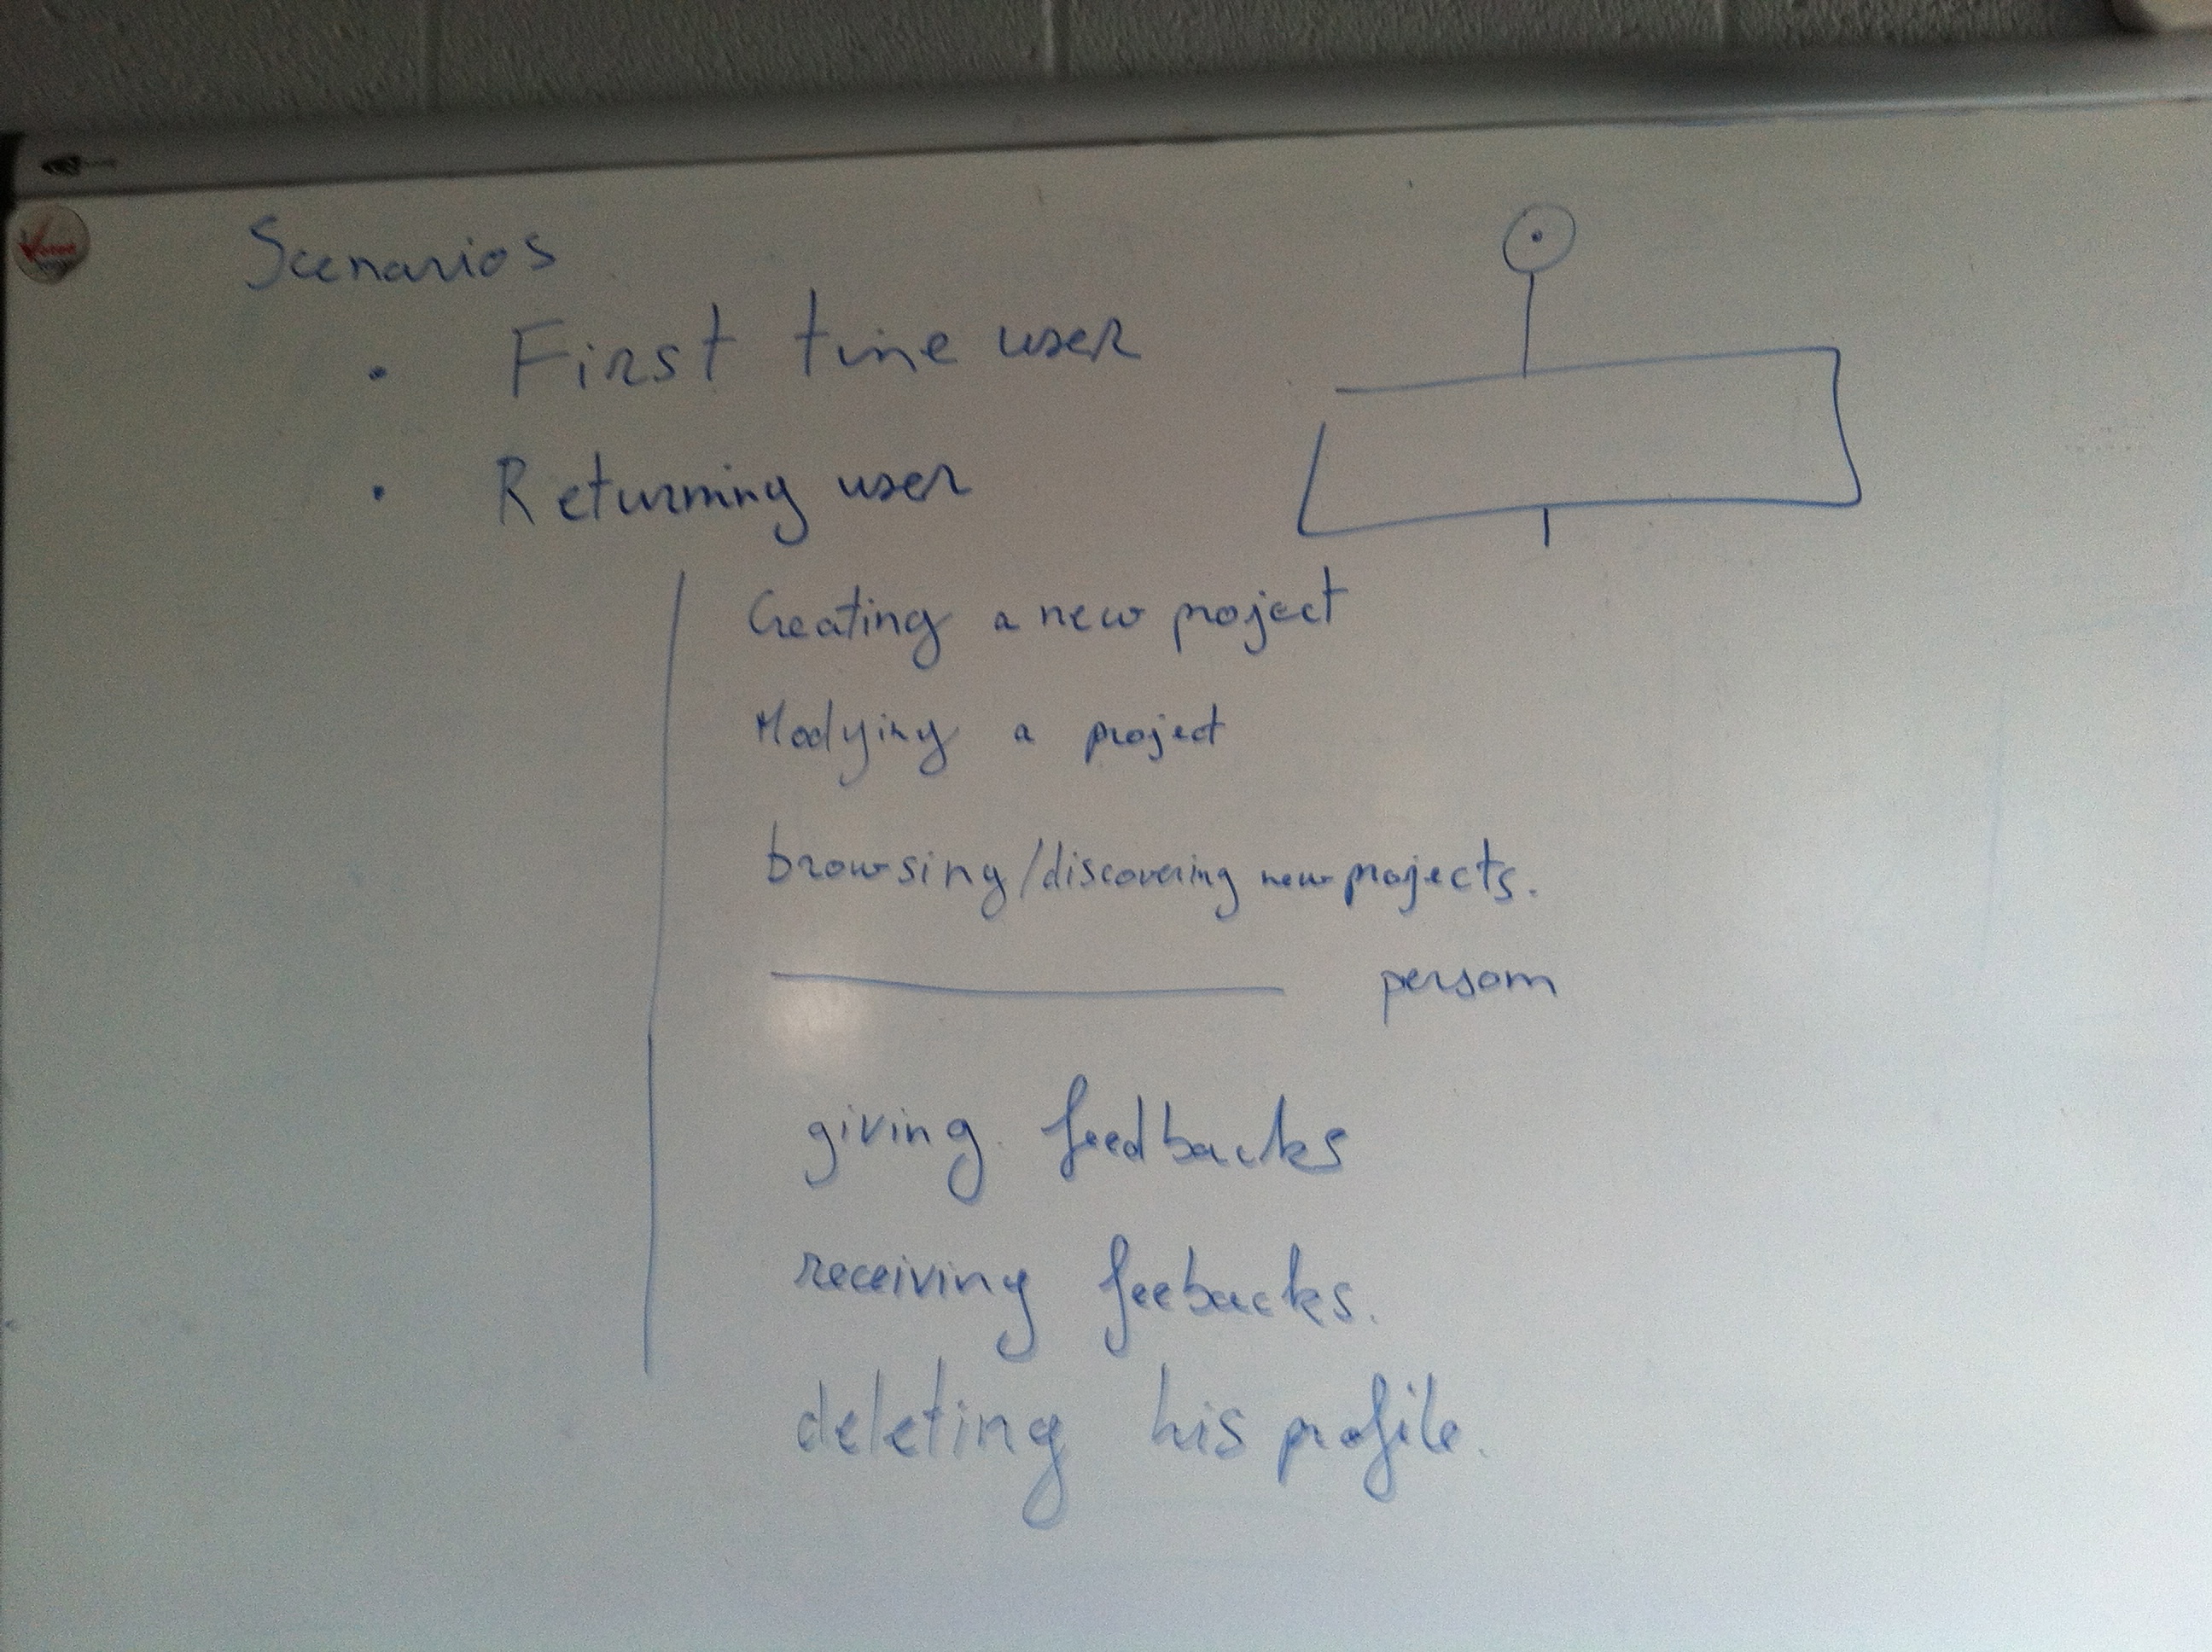 Scenarios
• First time user
• Returning user
Creating a new project
Modying a project
browsing/discovering new projects.
person
giving feedbacks
receiving feebacks.
deleting his profile.